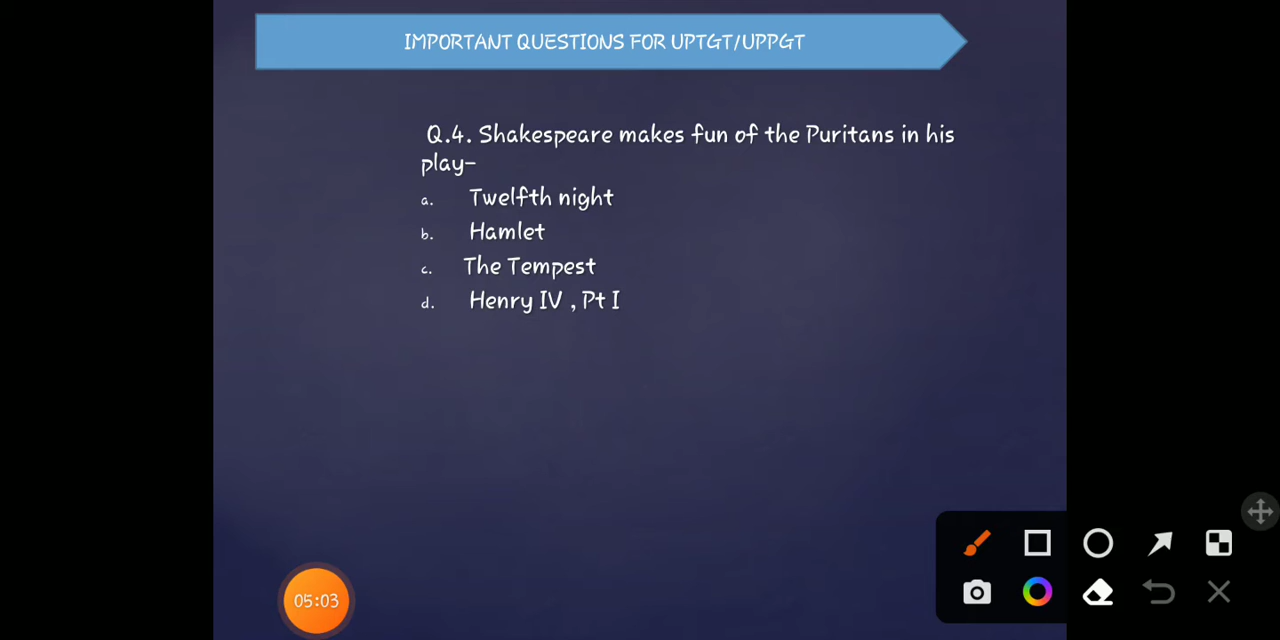 IMPORTANT QUESTIONS FOR UPTGT/UPPGT
Q.4. Shakespeare makes fun of the Puritans in his
play-
a. Twelfth night
b. Hamlet
c. The Tempest
d. Henry IV , Pt I
05:03